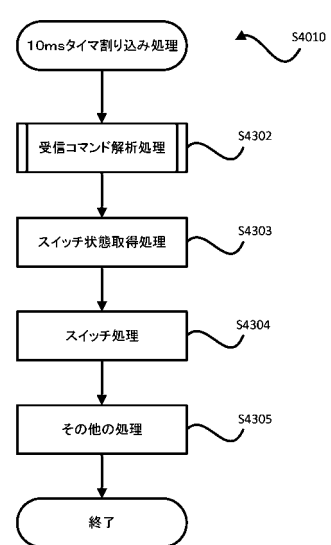 10msタイマ割り込み処理
S4010
受信コマンド解析処理
S4302
スイッチ状態取得処理
S4303
スイッチ処理
S4304
その他の処理
S4305
終了